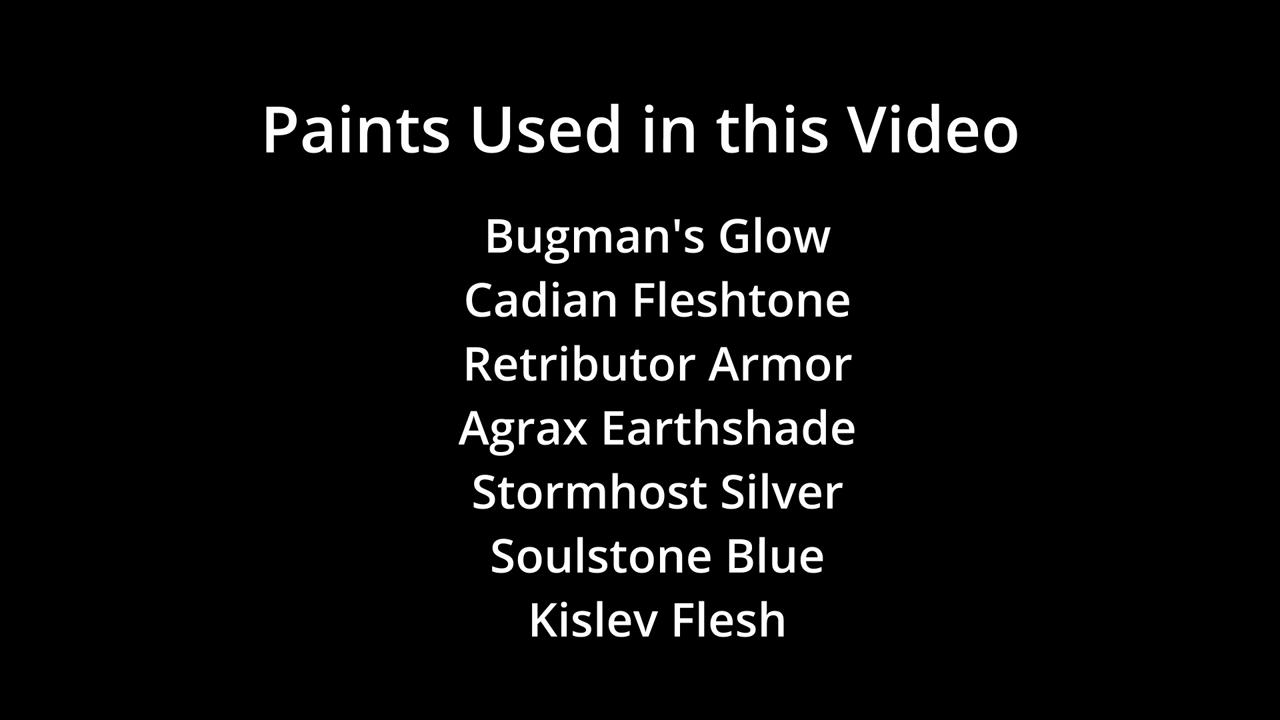 Paints Used in this Video
Bugman's Glow
Cadian Fleshtone
Retributor Armor
Agrax Earthshade
Stormhost Silver
Soulstone Blue
Kislev Flesh